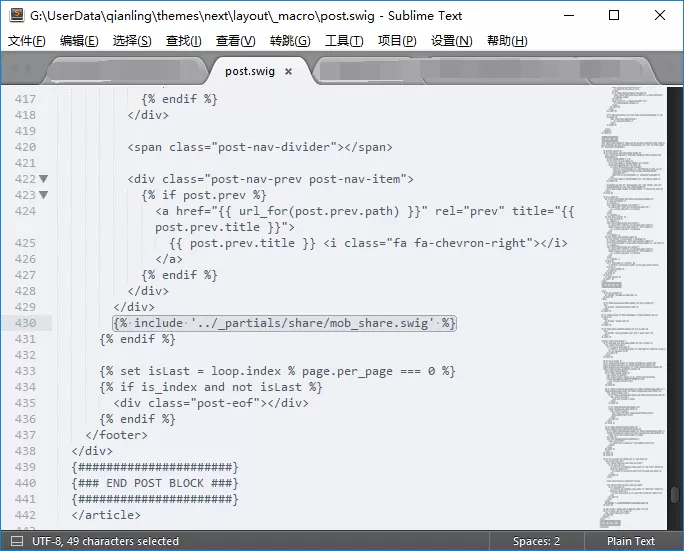 G:\UserData\qianling\themes\next\layout\_macro\post.swig - Sublime Text
文件(F) 编辑(E) 选择(S) 查找(I) 查看(V) 转跳(G) 工具(T) 项目(P) 设置(N) 帮助(H)
post.swig ×
417 {% endif %}
418 </div>
419
420 <span class="post-nav-divider"></span>
421
422 <div class="post-nav-prev post-nav-item">
423 {% if post.prev %}
424 <a href="{{ url_for(post.prev.path) }}" rel="prev" title="{{
post.prev.title }}">
425 {{ post.prev.title }} <i class="fa fa-chevron-right"></i>
426 </a>
427 {% endif %}
428 </div>
429 </div>
430 {% include '../_partials/share/mob_share.swig' %}
431 {% endif %}
432
433 {% set isLast = loop.index % page.per_page === 0 %}
434 {% if is_index and not isLast %}
435 <div class="post-eof"></div>
436 {% endif %}
437 </footer>
438 </div>
439 {######################}
440 {### END POST BLOCK ###}
441 {######################}
442 </article>
UTF-8, 49 characters selected Spaces: 2 Plain Text